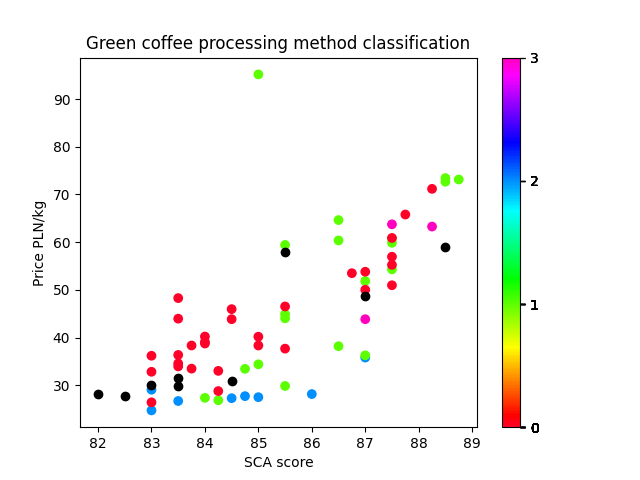 Green coffee processing method classification
Price PLN/kg
90
80
70
60
50
40
30
82 83 84 85 86 87 88 89
SCA score
3
2
1
0